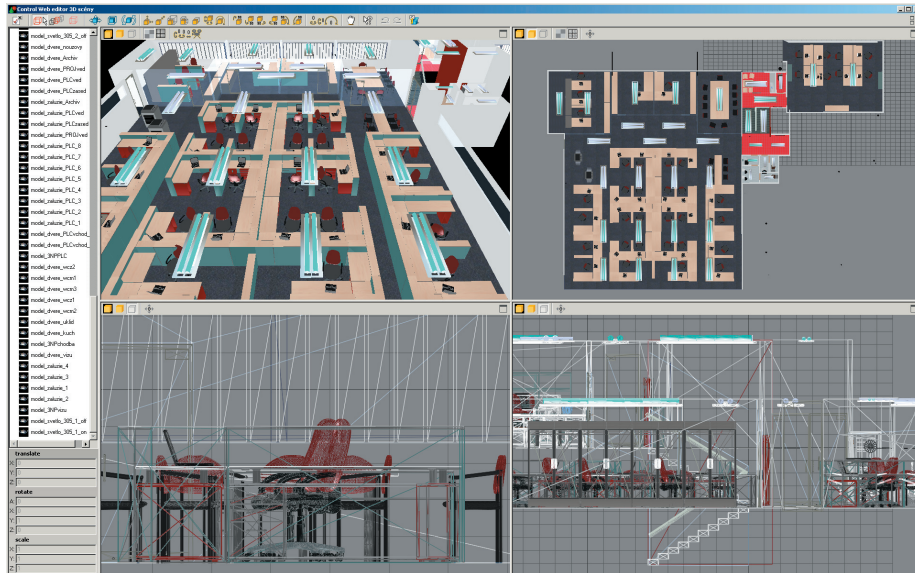 Control Web editor 3D scény
model_svetlo_305_2_off
model_dvere_nouzovy
model_dvere_Archiv
model_dvere_PROJved
model_dvere_PLCved
model_dvere_PLCzased
model_zaluzie_Archiv
model_zaluzie_PLCved
model_zaluzie_PLCzased
model_zaluzie_PROJved
model_zaluzie_PLC_8
model_zaluzie_PLC_7
model_zaluzie_PLC_6
model_zaluzie_PLC_5
model_zaluzie_PLC_4
model_zaluzie_PLC_3
model_zaluzie_PLC_2
model_zaluzie_PLC_1
model_dvere_PLCvchod_
model_dvere_PLCvchod_
model_3NPPLC
model_dvere_wcz2
model_dvere_wcm1
model_dvere_wcm3
model_dvere_wcz1
model_dvere_wcm2
model_dvere_uklid
model_dvere_kuch
model_3NPchodba
model_dvere_vizu
model_zaluzie_4
model_zaluzie_3
model_zaluzie_1
model_zaluzie_2
model_3NPvizu
model_svetlo_305_1_off
model_svetlo_305_1_on
translate
X:
Y:
Z:
rotate
A:
X:
Y:
Z:
scale
X:
Y:
Z: